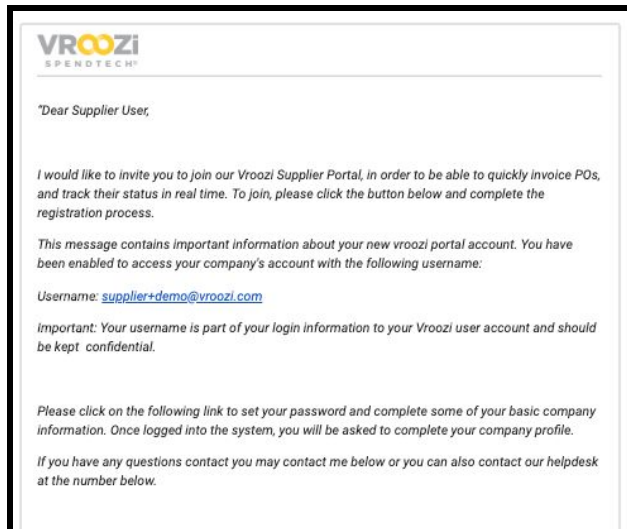 VROOZi
SPENDTECH®
"Dear Supplier User,
I would like to invite you to join our Vroozi Supplier Portal, in order to be able to quickly invoice POs,
and track their status in real time. To join, please click the button below and complete the
registration process.
This message contains important information about your new vroozi portal account. You have
been enabled to access your company's account with the following username:
Username: supplier+demo@vroozi.com
Important: Your username is part of your login information to your Vroozi user account and should
be kept  confidential.
Please click on the following link to set your password and complete some of your basic company
information. Once logged into the system, you will be asked to complete your company profile.
If you have any questions contact you may contact me below or you can also contact our helpdesk
at the number below.